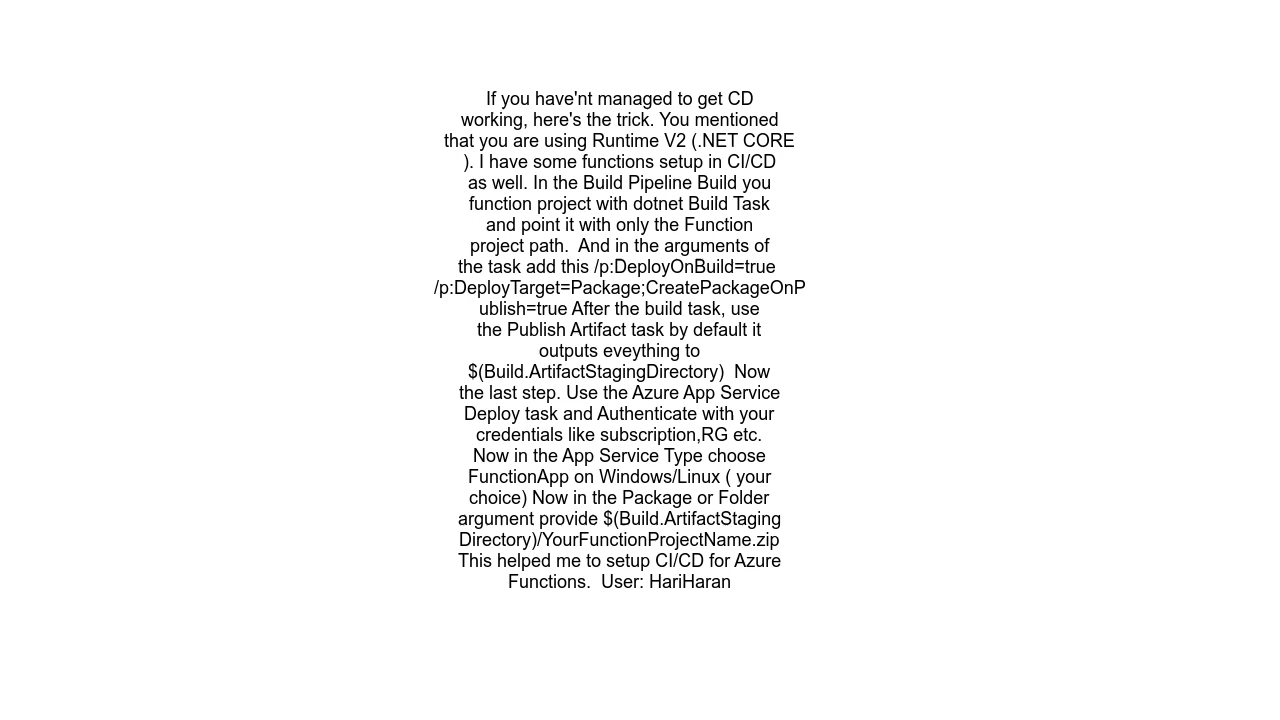 If you have'nt managed to get CD
working, here's the trick. You mentioned
that you are using Runtime V2 (.NET CORE
). I have some functions setup in CI/CD
as well. In the Build Pipeline Build you
function project with dotnet Build Task
and point it with only the Function
project path.  And in the arguments of
the task add this /p:DeployOnBuild=true
/p:DeployTarget=Package;CreatePackageOnP
ublish=true After the build task, use
the Publish Artifact task by default it
outputs eveything to
$(Build.ArtifactStagingDirectory)  Now
the last step. Use the Azure App Service
Deploy task and Authenticate with your
credentials like subscription,RG etc.
Now in the App Service Type choose
FunctionApp on Windows/Linux ( your
choice) Now in the Package or Folder
argument provide $(Build.ArtifactStaging
Directory)/YourFunctionProjectName.zip
This helped me to setup CI/CD for Azure
Functions.  User: HariHaran